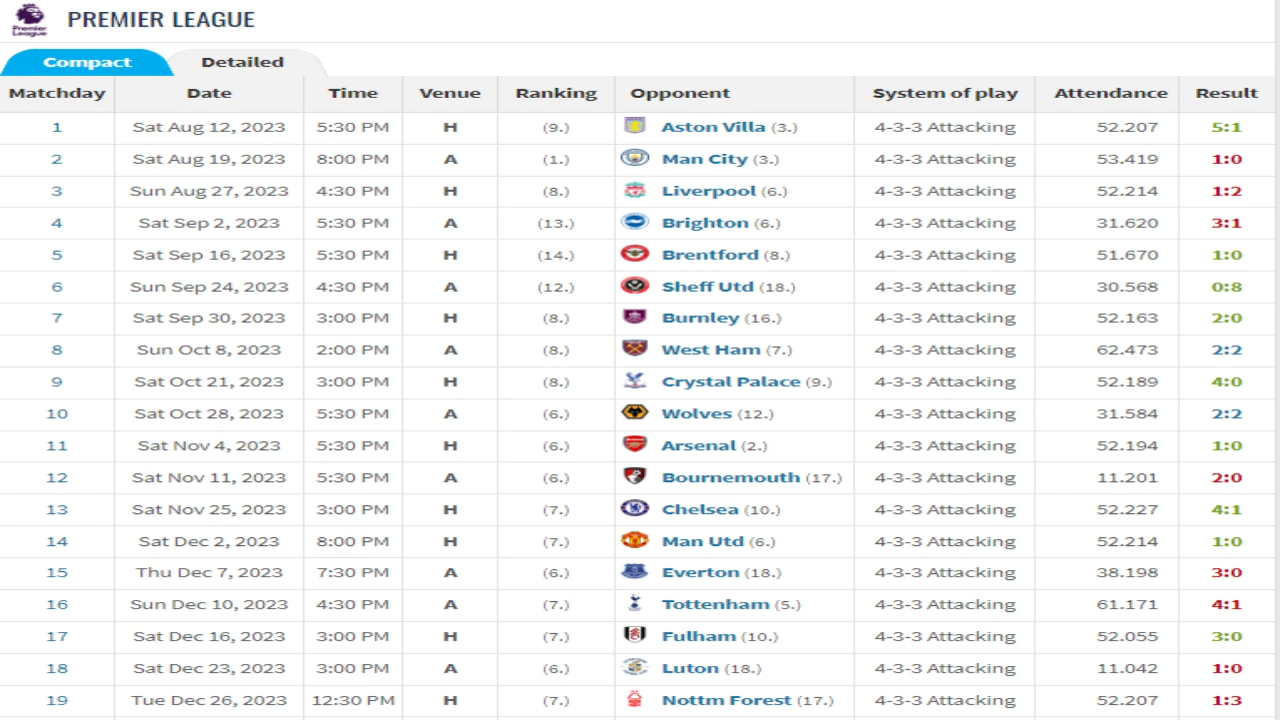 Premier League PREMIER LEAGUE
Compact Detailed
Matchday Date Time Venue Ranking Opponent System of play Attendance Result
1 Sat Aug 12, 2023 5:30 PM H (9.) Aston Villa (3.) 4-3-3 Attacking 52.207 5:1
2 Sat Aug 19, 2023 8:00 PM A (1.) Man City (3.) 4-3-3 Attacking 53.419 1:0
3 Sun Aug 27, 2023 4:30 PM H (8.) Liverpool (6.) 4-3-3 Attacking 52.214 1:2
4 Sat Sep 2, 2023 5:30 PM A (13.) Brighton (6.) 4-3-3 Attacking 31.620 3:1
5 Sat Sep 16, 2023 5:30 PM H (14.) Brentford (8.) 4-3-3 Attacking 51.670 1:0
6 Sun Sep 24, 2023 4:30 PM A (12.) Sheff Utd (18.) 4-3-3 Attacking 30.568 0:8
7 Sat Sep 30, 2023 3:00 PM H (8.) Burnley (16.) 4-3-3 Attacking 52.163 2:0
8 Sun Oct 8, 2023 2:00 PM A (8.) West Ham (7.) 4-3-3 Attacking 62.473 2:2
9 Sat Oct 21, 2023 3:00 PM H (8.) Crystal Palace (9.) 4-3-3 Attacking 52.189 4:0
10 Sat Oct 28, 2023 5:30 PM A (6.) Wolves (12.) 4-3-3 Attacking 31.584 2:2
11 Sat Nov 4, 2023 5:30 PM H (6.) Arsenal (2.) 4-3-3 Attacking 52.194 1:0
12 Sat Nov 11, 2023 5:30 PM A (6.) Bournemouth (17.) 4-3-3 Attacking 11.201 2:0
13 Sat Nov 25, 2023 3:00 PM H (7.) Chelsea (10.) 4-3-3 Attacking 52.227 4:1
14 Sat Dec 2, 2023 8:00 PM H (7.) Man Utd (6.) 4-3-3 Attacking 52.214 1:0
15 Thu Dec 7, 2023 7:30 PM A (6.) Everton (18.) 4-3-3 Attacking 38.198 3:0
16 Sun Dec 10, 2023 4:30 PM A (7.) Tottenham (5.) 4-3-3 Attacking 61.171 4:1
17 Sat Dec 16, 2023 3:00 PM H (7.) Fulham (10.) 4-3-3 Attacking 52.055 3:0
18 Sat Dec 23, 2023 3:00 PM A (6.) Luton (18.) 4-3-3 Attacking 11.042 1:0
19 Tue Dec 26, 2023 12:30 PM H (7.) Nottm Forest (17.) 4-3-3 Attacking 52.207 1:3